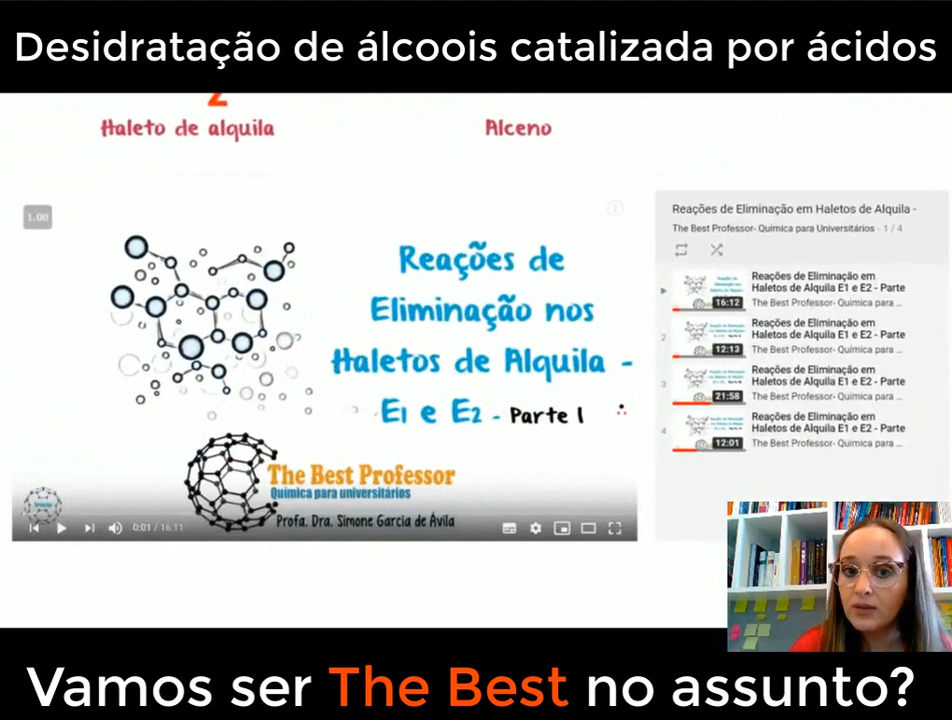 Desidratação de álcoois catalizada por ácidos
2
Haleto de alquila
Alceno
1.00
Reações de
Eliminação nos
Haletos de Alquila -
E1 e E2 - Parte 1
The Best Professor
Química para universitários
Profa. Dra. Simone Garcia de Ávila
0:01 / 16:11
Reações de Eliminação em Haletos de Alquila -
The Best Professor- Química para Universitários - 1 / 4
Reações de Eliminação em
Haletos de Alquila E1 e E2 - Parte
The Best Professor- Química para ...
16:12
2
Reações de Eliminação em
Haletos de Alquila E1 e E2 - Parte
The Best Professor- Química para ...
12:13
3
Reações de Eliminação em
Haletos de Alquila E1 e E2 - Parte
The Best Professor- Química para ...
21:58
4
Reações de Eliminação em
Haletos de Alquila E1 e E2 - Parte
The Best Professor- Química para ...
12:01
Vamos ser The Best no assunto?